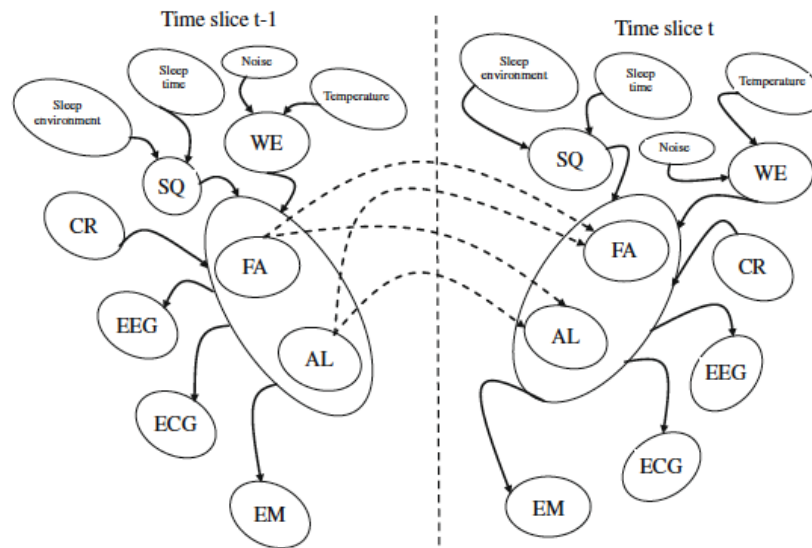 Time slice t-1
Sleep
environment
Sleep
time
Noise
Temperature
WE
SQ
CR
FA
EEG
AL
ECG
EM
Time slice t
Sleep
environment
Sleep
time
Temperature
SQ
Noise
WE
FA
CR
AL
EEG
ECG
EM